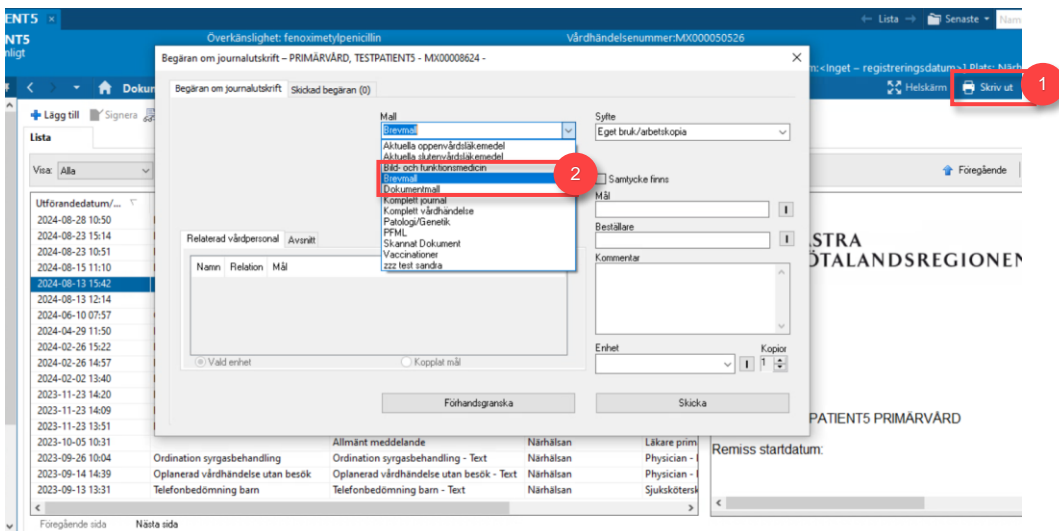 ENT5 ×
Lista
Senaste
Nam
NT5
Överkänslighet: fenoximetylpenicillin
Vårdhändelsenummer:MX000050526
nligt
Begäran om journalutskrift – PRIMÄRVÅRD, TESTPATIENT5 - MX00008624 -
m:<Inget – registreringsdatum>1 Plats: Närh
Dokur
Begäran om journalutskrift
Skickad begäran (0)
Helskärm
Skriv ut
1
Lägg till
Signera
Mall
Syfte
Brevmall
Eget bruk/arbetskopia
Lista
Aktuella öppenvårdsläkemedel
Aktuella slutenvårdsläkemedel
Bild- och funktionsmedicin
Brevmall
Dokumentmall
Komplett journal
Komplett vårdhändelse
Patologi/Genetik
PFML
Skannat Dokument
Vaccinationer
zzz test sandra
2
Visa: Alla
Samtycke finns
Föregående
Mål
Beställare
Kommentar
Utförandedatum/...
2024-08-28 10:50
2024-08-23 15:14
2024-08-23 10:51
2024-08-15 11:10
2024-08-13 15:42
2024-08-13 12:14
2024-06-10 07:57
2024-04-29 11:50
2024-02-26 15:22
2024-02-26 14:57
2024-02-02 13:40
2023-11-23 14:20
2023-11-23 14:09
2023-11-23 13:51
Relaterad vårdpersonal
Avsnitt
Namn Relation Mål
STRA
ÖTALANDSREGIONEN
Vald enhet
Kopplat mål
Enhet
Kopior
1
Förhandsgranska
Skicka
PATIENT5 PRIMÄRVÅRD
Remiss startdatum:
2023-10-05 10:31 Allmänt meddelande Närhälsan Läkare prim
2023-09-26 10:04 Ordination syrgasbehandling Ordination syrgasbehandling - Text Närhälsan Physician - I
2023-09-14 14:39 Oplanerad vårdhändelse utan besök Oplanerad vårdhändelse utan besök - Text Närhälsan Physician - I
2023-09-13 13:31 Telefonbedömning barn Telefonbedömning barn - Text Närhälsan Sjukskötersk
Föregående sida
Nästa sida